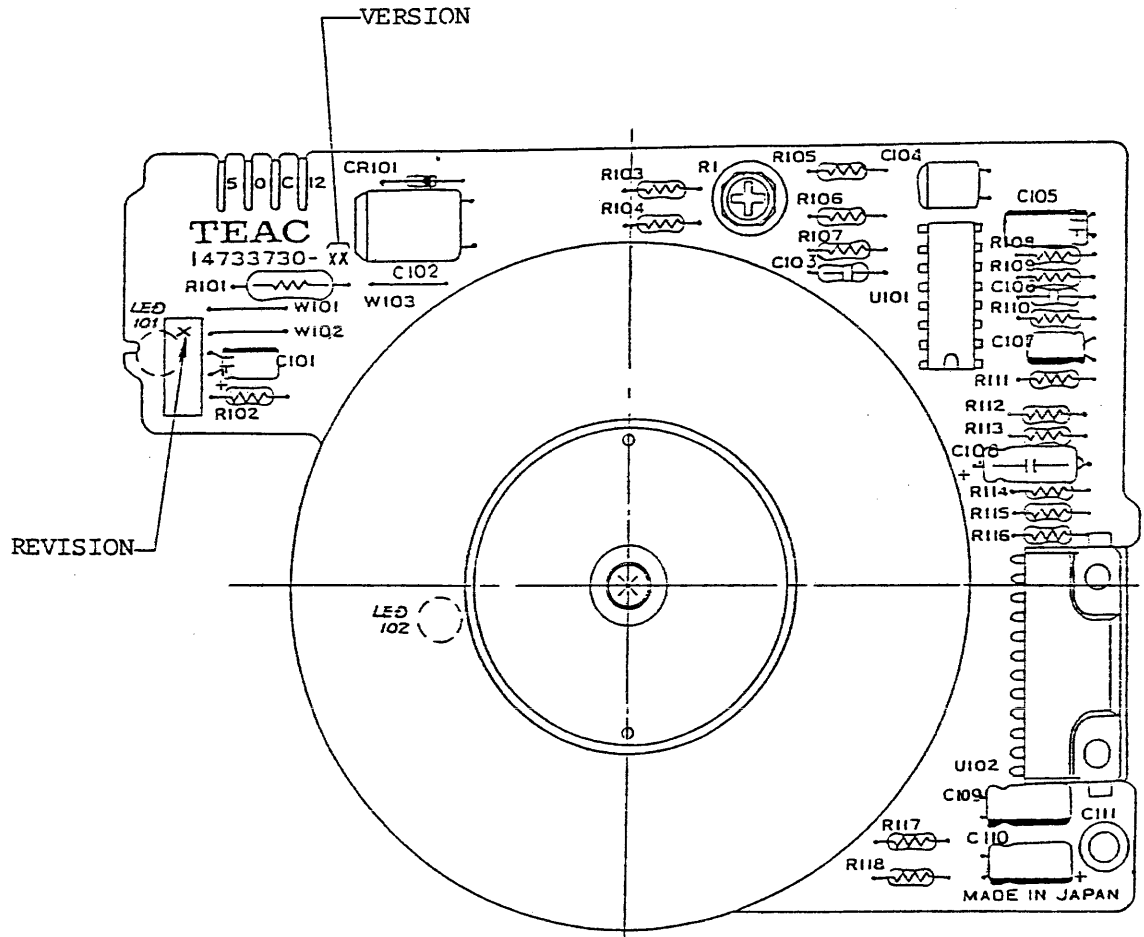 VERSION
S O C 12
TEAC
14733730- XX
CR101
C102
R101
W103
W101
W102
LED
101
X
C101
+
R102
REVISION
R103
R104
R1
R105
R106
R107
C103
C104
U101
C105
R108
R109
C106
R110
C107
R111
R112
R113
C108
+
R114
R115
R116
LED
102
U102
C109
C111
R117
C110
R118
+
MADE IN JAPAN